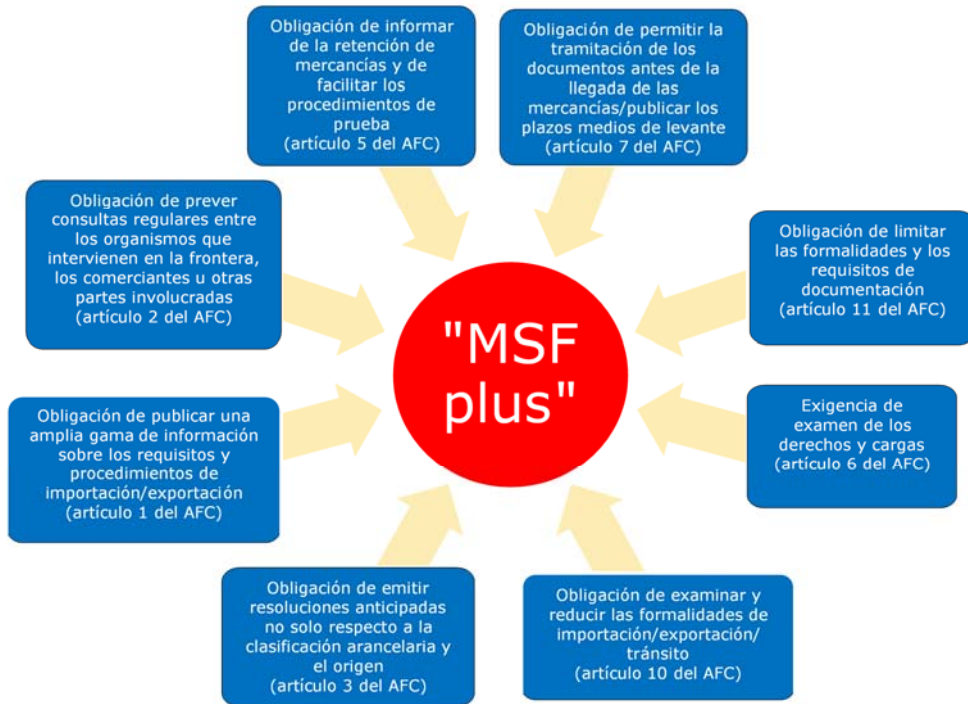 Obligación de informar
de la retención de
mercancías y de
facilitar los
procedimientos de
prueba
(artículo 5 del AFC)
Obligación de permitir la
tramitación de los
documentos antes de la
llegada de las
mercancías/publicar los
plazos medios de levante
(artículo 7 del AFC)
Obligación de prever
consultas regulares entre
los organismos que
intervienen en la frontera,
los comerciantes u otras
partes involucradas
(artículo 2 del AFC)
Obligación de limitar
las formalidades y los
requisitos de
documentación
(artículo 11 del AFC)
"MSF
plus"
Obligación de publicar una
amplia gama de información
sobre los requisitos y
procedimientos de
importación/exportación
(artículo 1 del AFC)
Exigencia de
examen de los
derechos y cargas
(artículo 6 del AFC)
Obligación de emitir
resoluciones anticipadas
no solo respecto a la
clasificación arancelaria y
el origen
(artículo 3 del AFC)
Obligación de examinar y
reducir las formalidades de
importación/exportación/
tránsito
(artículo 10 del AFC)